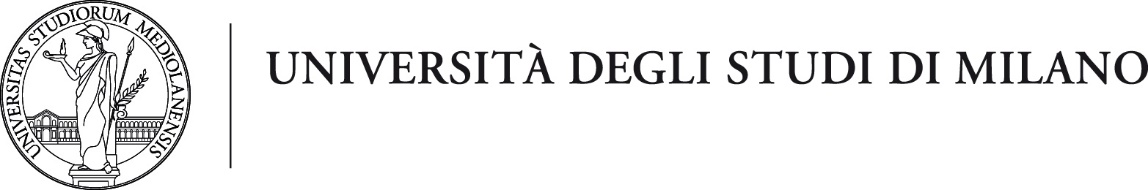 UNIVERSITAS STUDIORUM MEDIOLANENSIS
UNIVERSITÀ DEGLI STUDI DI MILANO